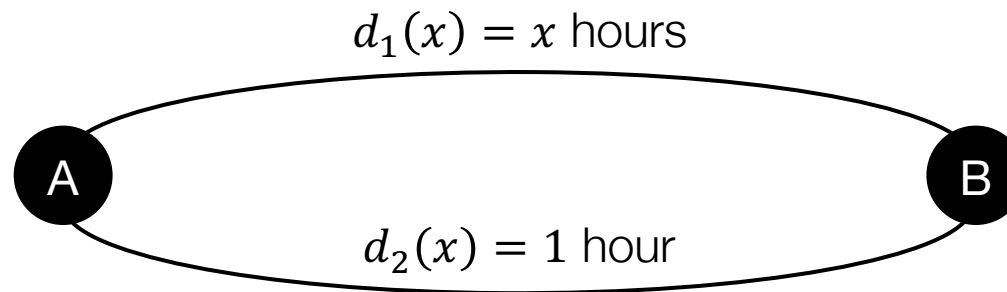 d₁(x) = x hours
A
B
d₂(x) = 1 hour